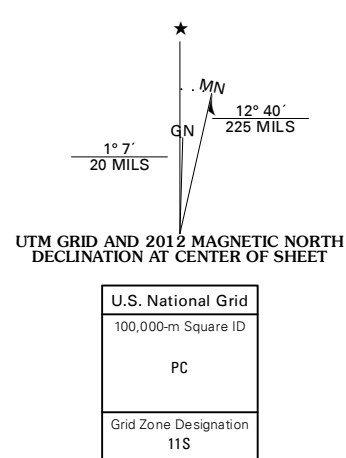 ★
MN
GN
12° 40´
225 MILS
1° 7´
20 MILS
UTM GRID AND 2012 MAGNETIC NORTH
DECLINATION AT CENTER OF SHEET
U.S. National Grid
100,000-m Square ID
PC
Grid Zone Designation
11S